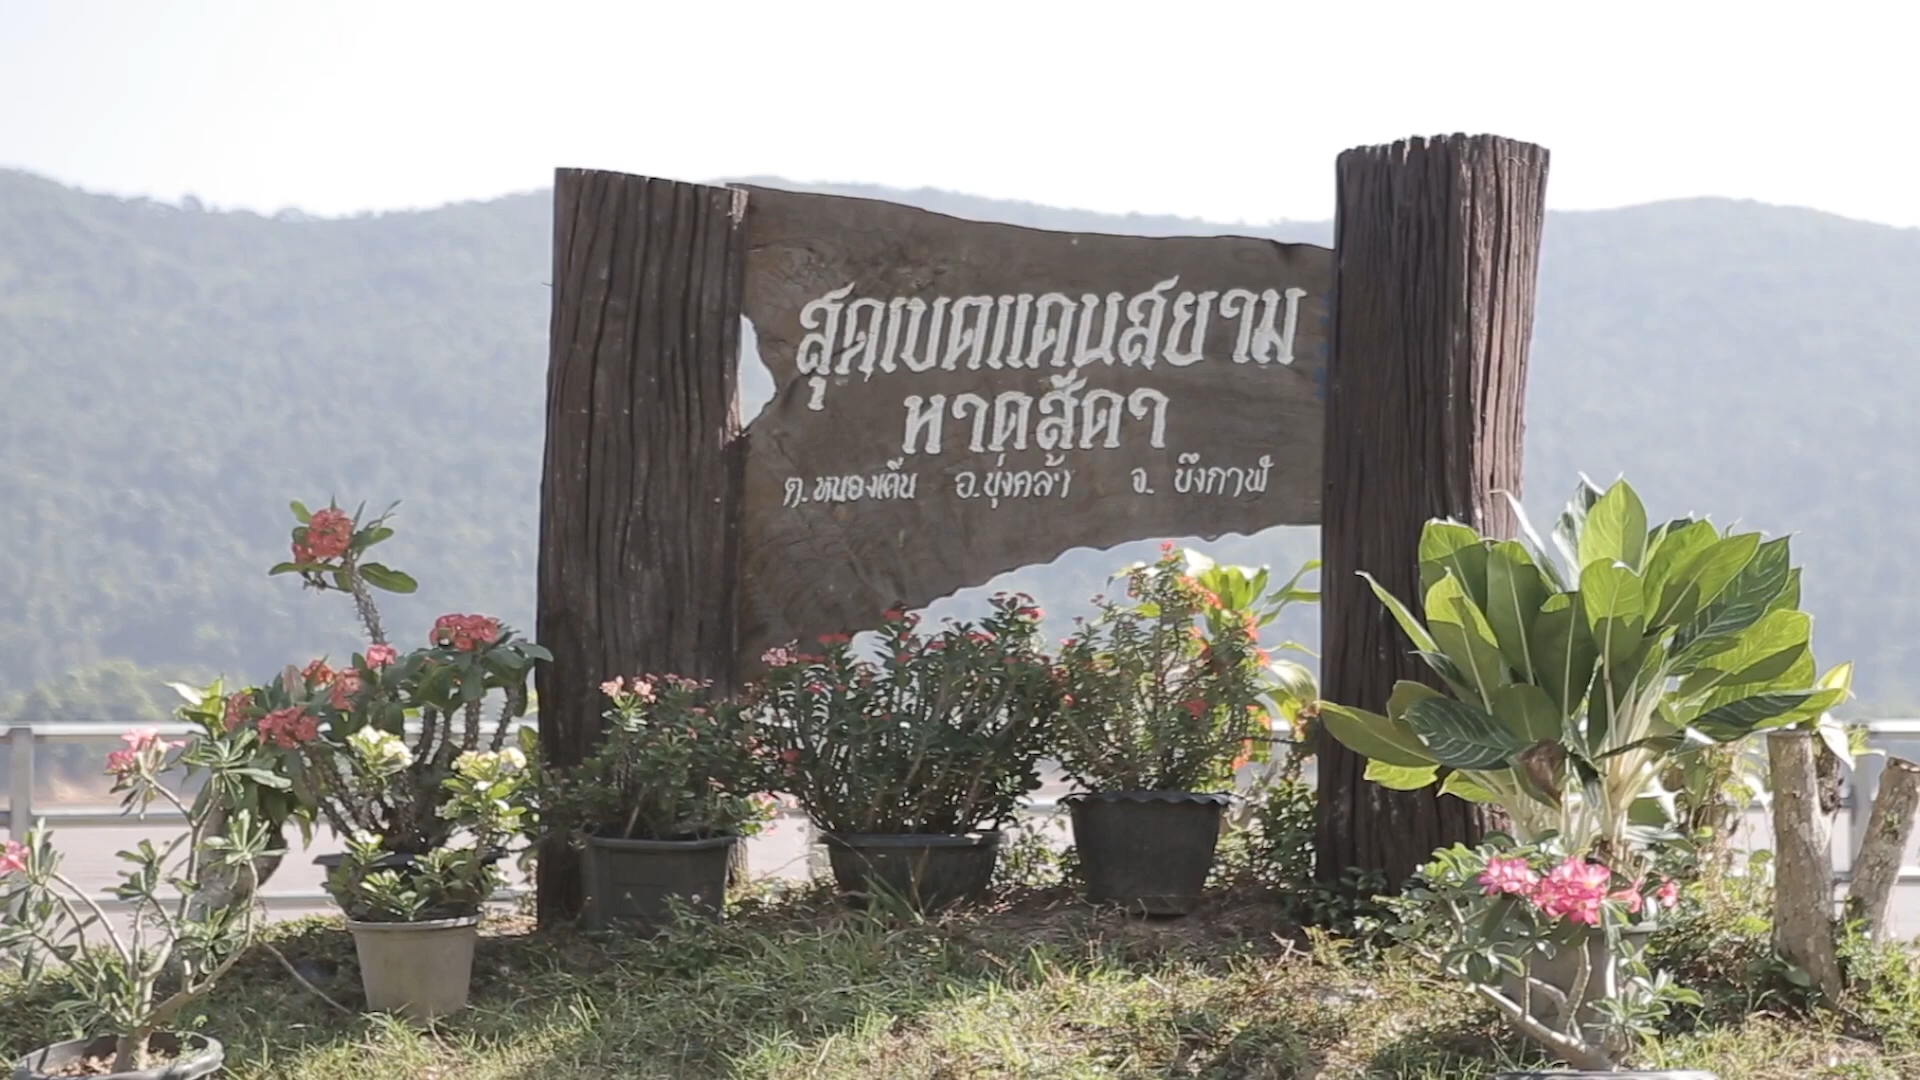 สุดเขตแดนสยาม
หาดสีดา
ต.หนองเดิ่น อ.บุ่งคล้า จ. บึงกาฬ